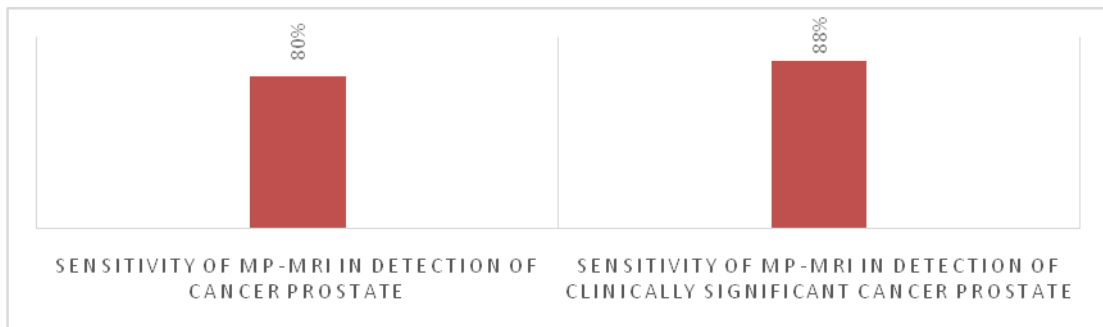 80%
88%
SENSITIVITY OF MP-MRI IN DETECTION OF
CANCER PROSTATE
SENSITIVITY OF MP-MRI IN DETECTION OF
CLINICALLY SIGNIFICANT CANCER PROSTATE